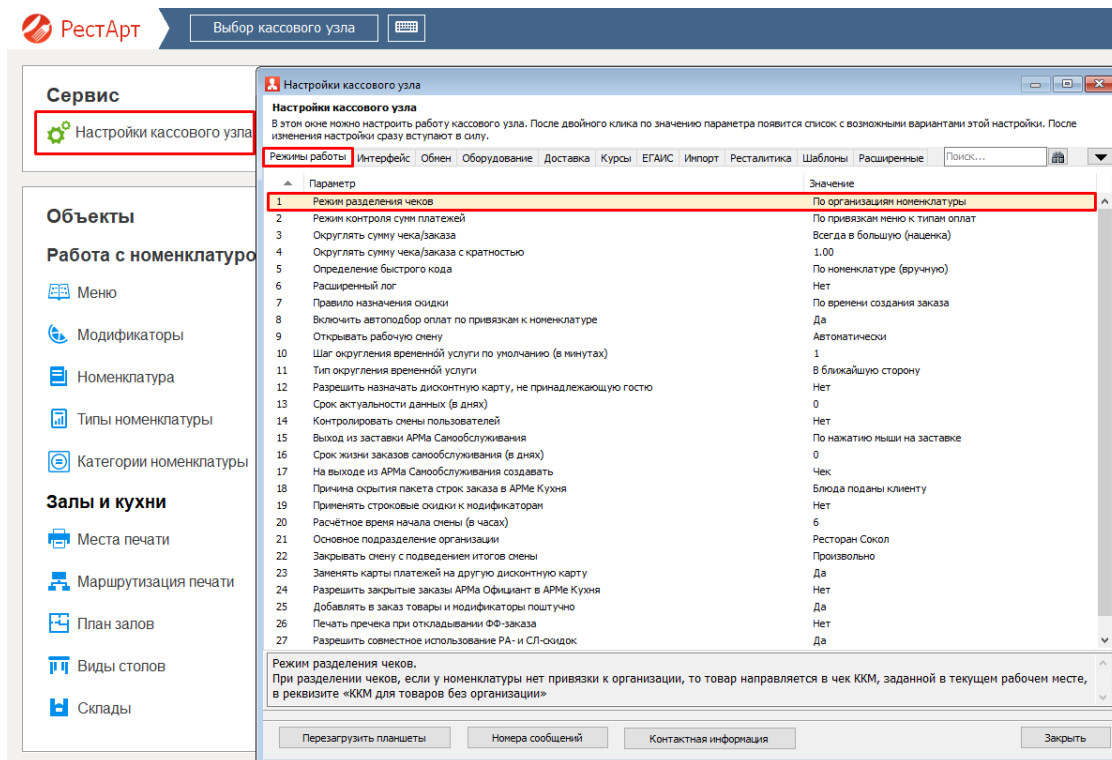 РестАрт
Выбор кассового узла
Сервис
Настройки кассового узла
Объекты
Работа с номенклатуро
Меню
Модификаторы
Номенклатура
Типы номенклатуры
Категории номенклатуры
Залы и кухни
Места печати
Маршрутизация печати
План залов
Виды столов
Склады
Настройки кассового узла
Настройки кассового узла
В этом окне можно настроить работу кассового узла. После двойного клика по значению параметра появится список с возможными вариантами этой настройки. После
изменения настройки сразу вступают в силу.
Режимы работы Интерфейс Обмен Оборудование Доставка Курсы ЕГАИС Импорт Ресталитика Шаблоны Расширенные Поиск...
Параметр Значение
1 Режим разделения чеков По организациям номенклатуры
2 Режим контроля сумм платежей По привязкам меню к типам оплат
3 Округлять сумму чека/заказа Всегда в большую (наценка)
4 Округлять сумму чека/заказа с кратностью 1.00
5 Определение быстрого кода По номенклатуре (вручную)
6 Расширенный лог Нет
7 Правило назначения скидки По времени создания заказа
8 Включить автоподбор оплат по привязкам к номенклатуре Да
9 Открывать рабочую смену Автоматически
10 Шаг округления временнóй услуги по умолчанию (в минутах) 1
11 Тип округления временнóй услуги В ближайшую сторону
12 Разрешить назначать дисконтную карту, не принадлежающую гостю Нет
13 Срок актуальности данных (в днях) 0
14 Контролировать смены пользователей Нет
15 Выход из заставки АРМа Самообслуживания По нажатию мыши на заставке
16 Срок жизни заказов самообслуживания (в днях) 0
17 На выходе из АРМа Самообслуживания создавать Чек
18 Причина скрытия пакета строк заказа в АРМе Кухня Блюда поданы клиенту
19 Применять строковые скидки к модификаторам Нет
20 Расчётное время начала смены (в часах) 6
21 Основное подразделение организации Ресторан Сокол
22 Закрывать смену с подведением итогов смены Произвольно
23 Заменять карты платежей на другую дисконтную карту Да
24 Разрешить закрытые заказы АРМа Официант в АРМе Кухня Нет
25 Добавлять в заказ товары и модификаторы поштучно Да
26 Печать пречека при откладывании ФФ-заказа Нет
27 Разрешить совместное использование РА- и СЛ-скидок Да
Режим разделения чеков.
При разделении чеков, если у номенклатуры нет привязки к организации, то товар направляется в чек ККМ, заданной в текущем рабочем месте,
в реквизите «ККМ для товаров без организации»
Перезагрузить планшеты Номера сообщений Контактная информация Закрыть